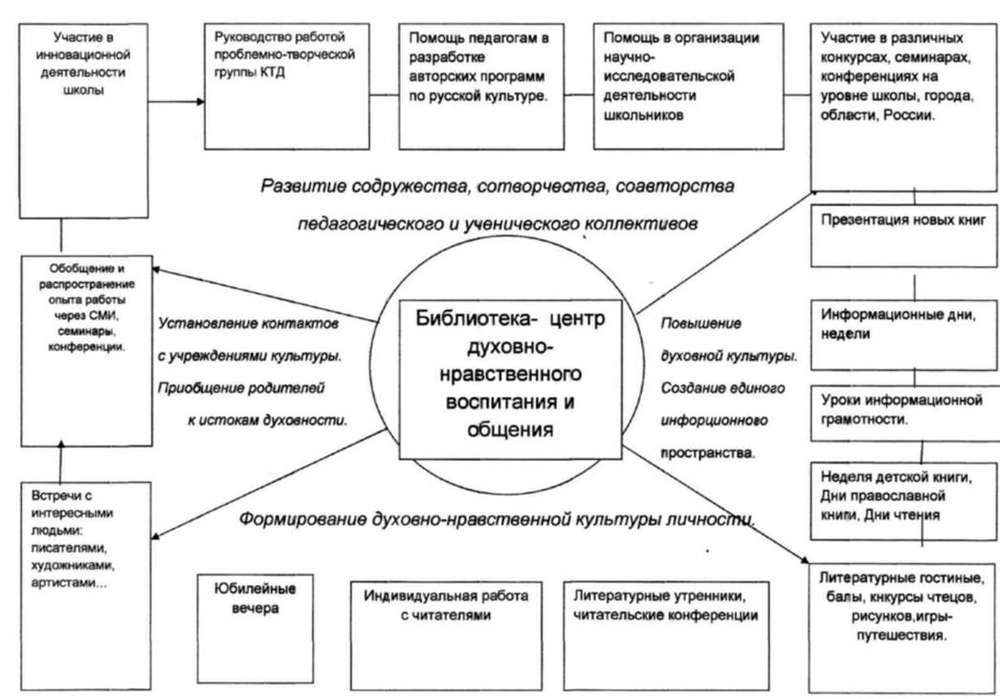 Участие в
инновационной
деятельности
школы
Руководство работой
проблемно-творческой
группы КТД
Помощь педагогам в
разработке
авторских программ
по русской культуре.
Помощь в организации
научно-
исследовательской
деятельности
школьников
Участие в различных
конкурсах, семинарах,
конференциях на
уровне школы, города,
области, России.
Развитие содружества, сотворчества, соавторства
педагогического и ученического коллективов
Презентация новых книг
Обобщение и
распространение
опыта работы
через СМИ,
семинары,
конференции.
Установление контактов
с учреждениями культуры.
Приобщение родителей
к истокам духовности.
Библиотека- центр
духовно-
нравственного
воспитания и
общения
Повышение
духовной культуры.
Создание единого
инфорционного
пространства.
Информационные дни,
недели
Уроки информационной
грамотности.
Неделя детской книги,
Дни православной
книги, Дни чтения
Встречи с
интересными
людьми:
писателями,
художниками,
артистами...
Формирование духовно-нравственной культуры личности.
Юбилейные
вечера
Индивидуальная работа
с читателями
Литературные утренники,
читательские конференции
Литературные гостиные,
балы, кнкурсы чтецов,
рисунков,игры-
путешествия.